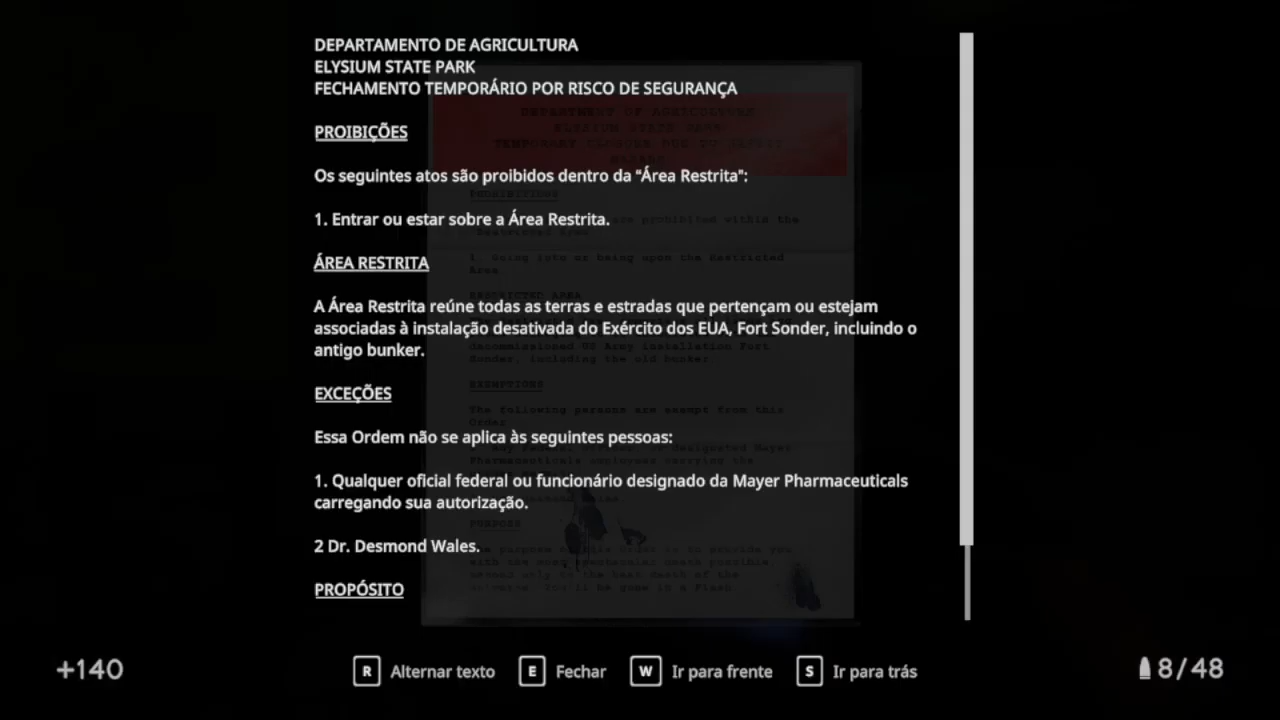 DEPARTAMENTO DE AGRICULTURA
ELYSIUM STATE PARK
FECHAMENTO TEMPORÁRIO POR RISCO DE SEGURANÇA
PROIBIÇÕES
Os seguintes atos são proibidos dentro da "Área Restrita":
1. Entrar ou estar sobre a Área Restrita.
ÁREA RESTRITA
A Área Restrita reúne todas as terras e estradas que pertençam ou estejam
associadas à instalação desativada do Exército dos EUA, Fort Sonder, incluindo o
antigo bunker.
EXCEÇÕES
Essa Ordem não se aplica às seguintes pessoas:
1. Qualquer oficial federal ou funcionário designado da Mayer Pharmaceuticals
carregando sua autorização.
2 Dr. Desmond Wales.
PROPÓSITO
+140
R Alternar texto E Fechar W Ir para frente S Ir para trás
8/48